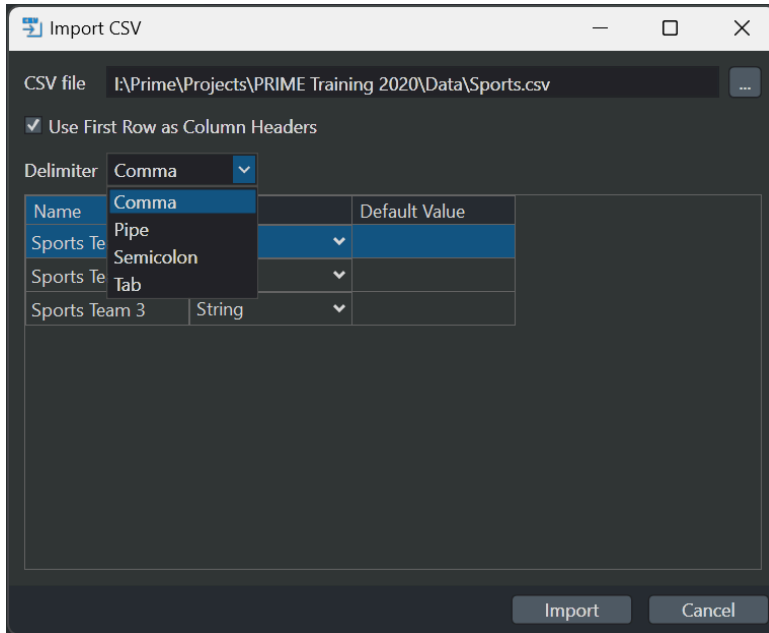 Import CSV
CSV file I:\Prime\Projects\PRIME Training 2020\Data\Sports.csv ...
Use First Row as Column Headers
Delimiter Comma
Comma
Pipe
Semicolon
Tab
Name Default Value
Sports Te
Sports Te
Sports Team 3 String
Import Cancel